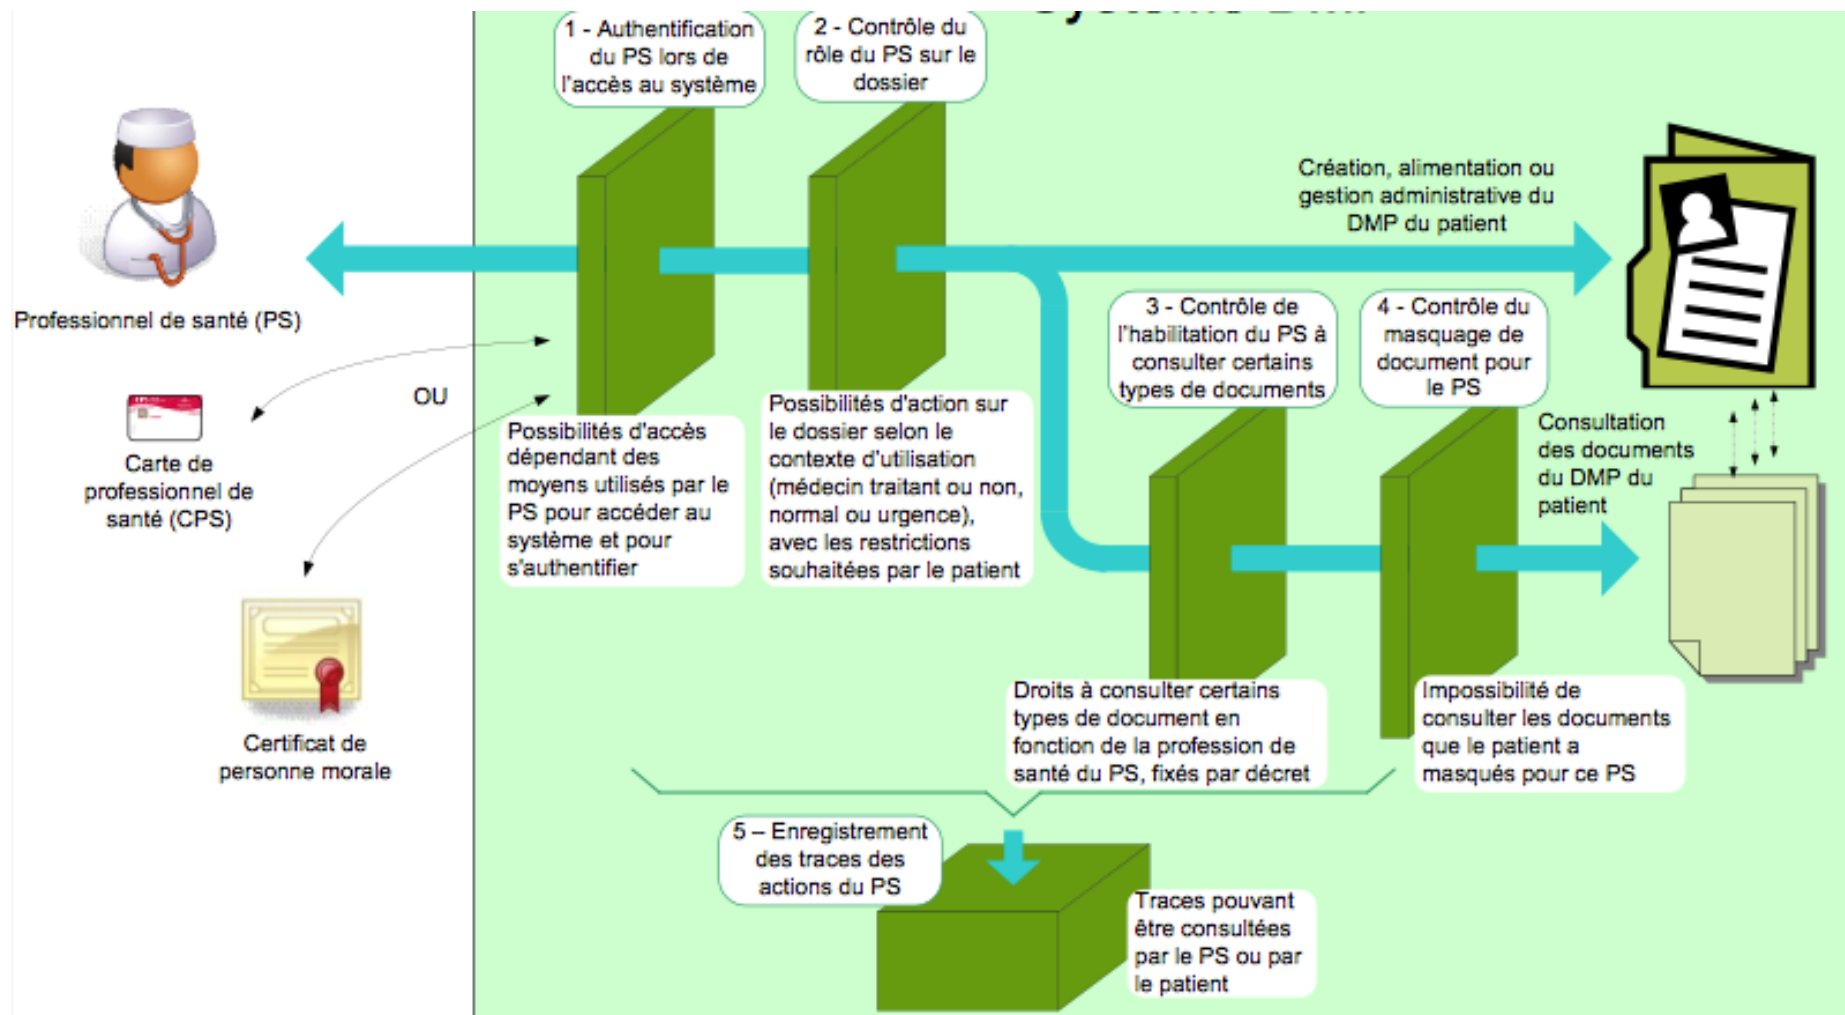 1 - Authentification
du PS lors de
l'accès au système
2 - Contrôle du
rôle du PS sur le
dossier
Création, alimentation ou
gestion administrative du
DMP du patient
Professionnel de santé (PS)
3 - Contrôle de
l'habilitation du PS à
consulter certains
types de documents
4 - Contrôle du
masquage de
document pour
le PS
OU
Carte de
professionnel de
santé (CPS)
Possibilités d'accès
dépendant des
moyens utilisés par le
PS pour accéder au
système et pour
s'authentifier
Possibilités d'action sur
le dossier selon le
contexte d'utilisation
(médecin traitant ou non,
normal ou urgence),
avec les restrictions
souhaitées par le patient
Consultation
des documents
du DMP du
patient
Certificat de
personne morale
Droits à consulter certains
types de document en
fonction de la profession de
santé du PS, fixés par décret
Impossibilité de
consulter les documents
que le patient a
masqués pour ce PS
5 – Enregistrement
des traces des
actions du PS
Traces pouvant
être consultées
par le PS ou par
le patient